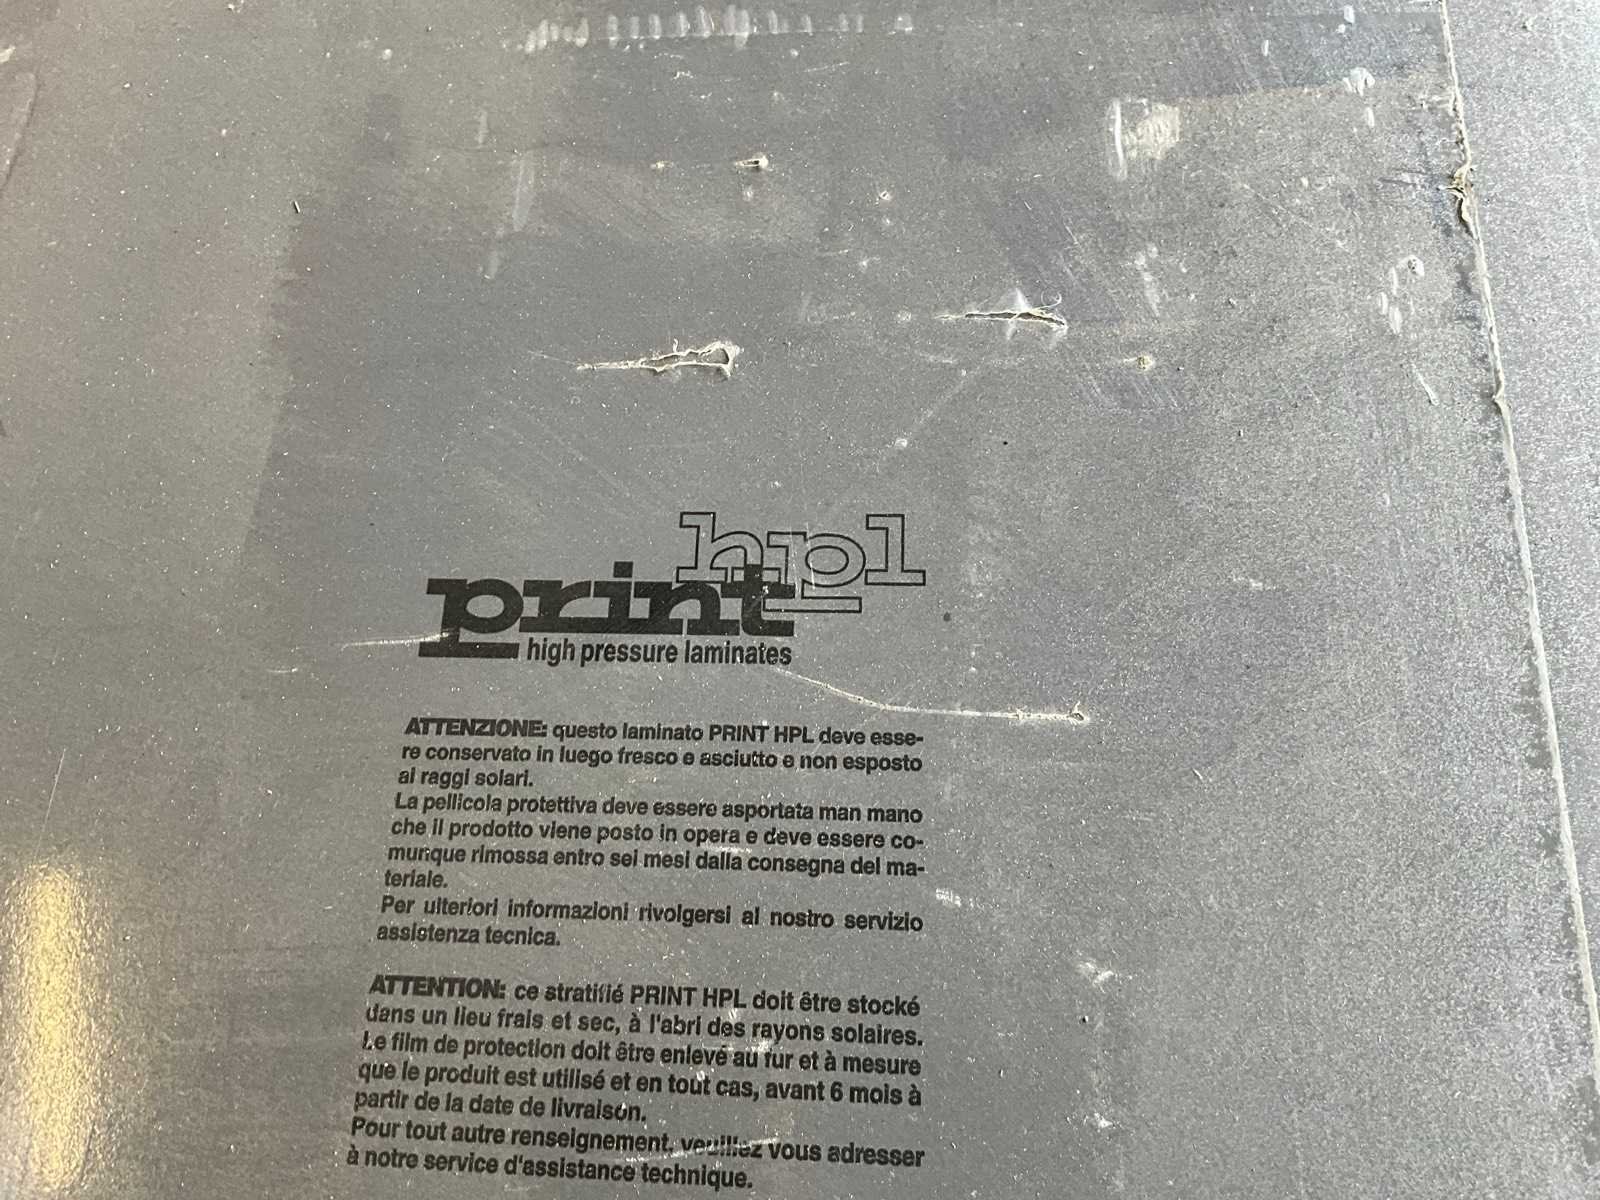 hpl
print
high pressure laminates
ATTENZIONE: questo laminato PRINT HPL deve esse-
re conservato in luego fresco e asciutto e non esposto
ai raggi solari.
La pellicola protettiva deve essere asportata man mano
che il prodotto viene posto in opera e deve essere co-
munque rimossa entro sei mesi dalla consegna del ma-
teriale.
Per ulteriori informazioni rivolgersi al nostro servizio
assistenza tecnica.
ATTENTION: ce stratifié PRINT HPL doit être stocké
dans un lieu frais et sec, à l'abri des rayons solaires.
Le film de protection doit être enlevé au fur et à mesure
que le produit est utilisé et en tout cas, avant 6 mois à
partir de la date de livraison.
Pour tout autre renseignement, veuillez vous adresser
à notre service d'assistance technique.